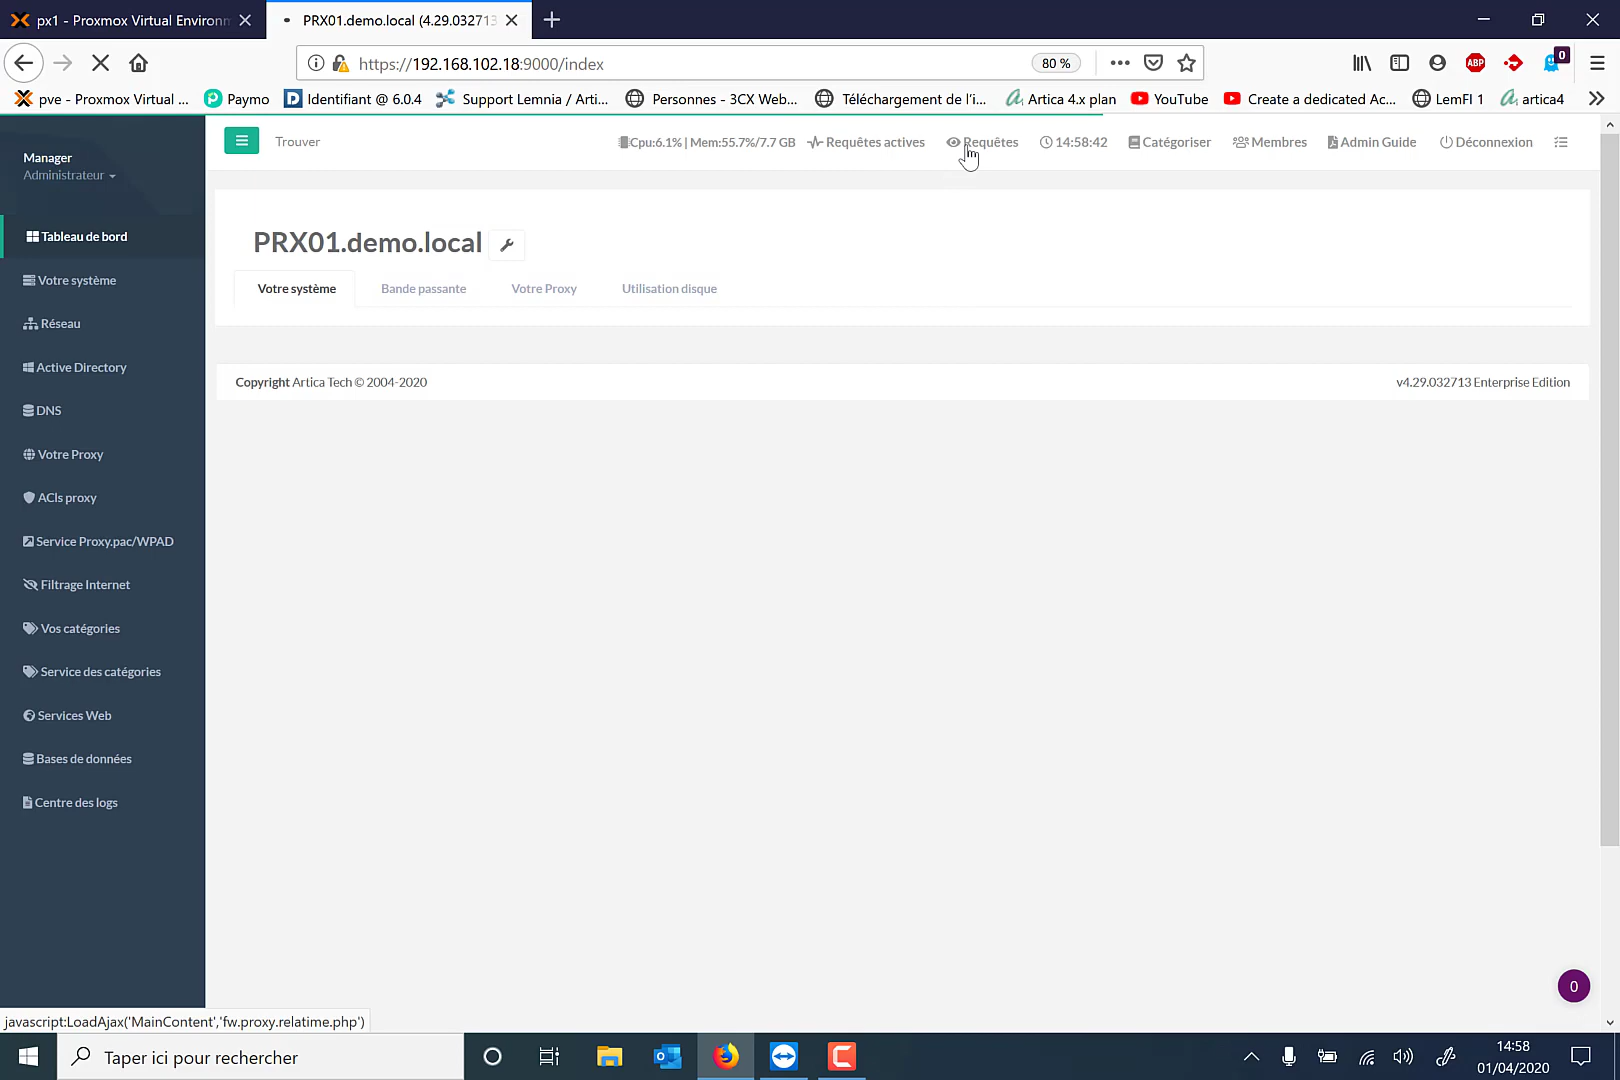 px1 - Proxmox Virtual Environm
PRX01.demo.local (4.29.032713
https://192.168.102.18:9000/index
80 %
ABP
0
pve - Proxmox Virtual ...
Paymo
Identifiant @ 6.0.4
Support Lemnia / Arti...
Personnes - 3CX Web...
Téléchargement de l'i...
Artica 4.x plan
YouTube
Create a dedicated Ac...
LemFI 1
artica4
Manager
Administrateur
Trouver
Cpu:6.1% | Mem:55.7%/7.7 GB
Requêtes actives
Requêtes
14:58:42
Catégoriser
Membres
Admin Guide
Déconnexion
Tableau de bord
Votre système
Réseau
Active Directory
DNS
Votre Proxy
ACls proxy
Service Proxy.pac/WPAD
Filtrage Internet
Vos catégories
Service des catégories
Services Web
Bases de données
Centre des logs
PRX01.demo.local
Votre système
Bande passante
Votre Proxy
Utilisation disque
Copyright Artica Tech © 2004-2020
v4.29.032713 Enterprise Edition
0
javascript:LoadAjax('MainContent','fw.proxy.relatime.php')
Taper ici pour rechercher
14:58
01/04/2020